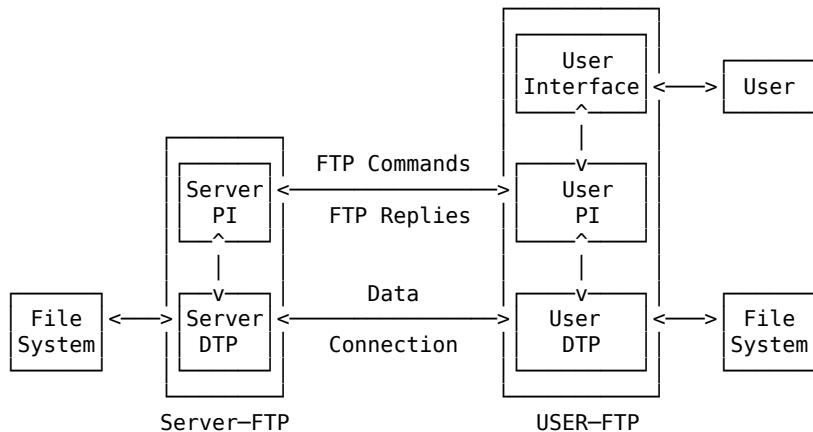 User
Interface
User
FTP Commands
Server
PI
User
PI
FTP Replies
Data
File
System
Server
DTP
User
DTP
File
System
Connection
Server–FTP
USER–FTP